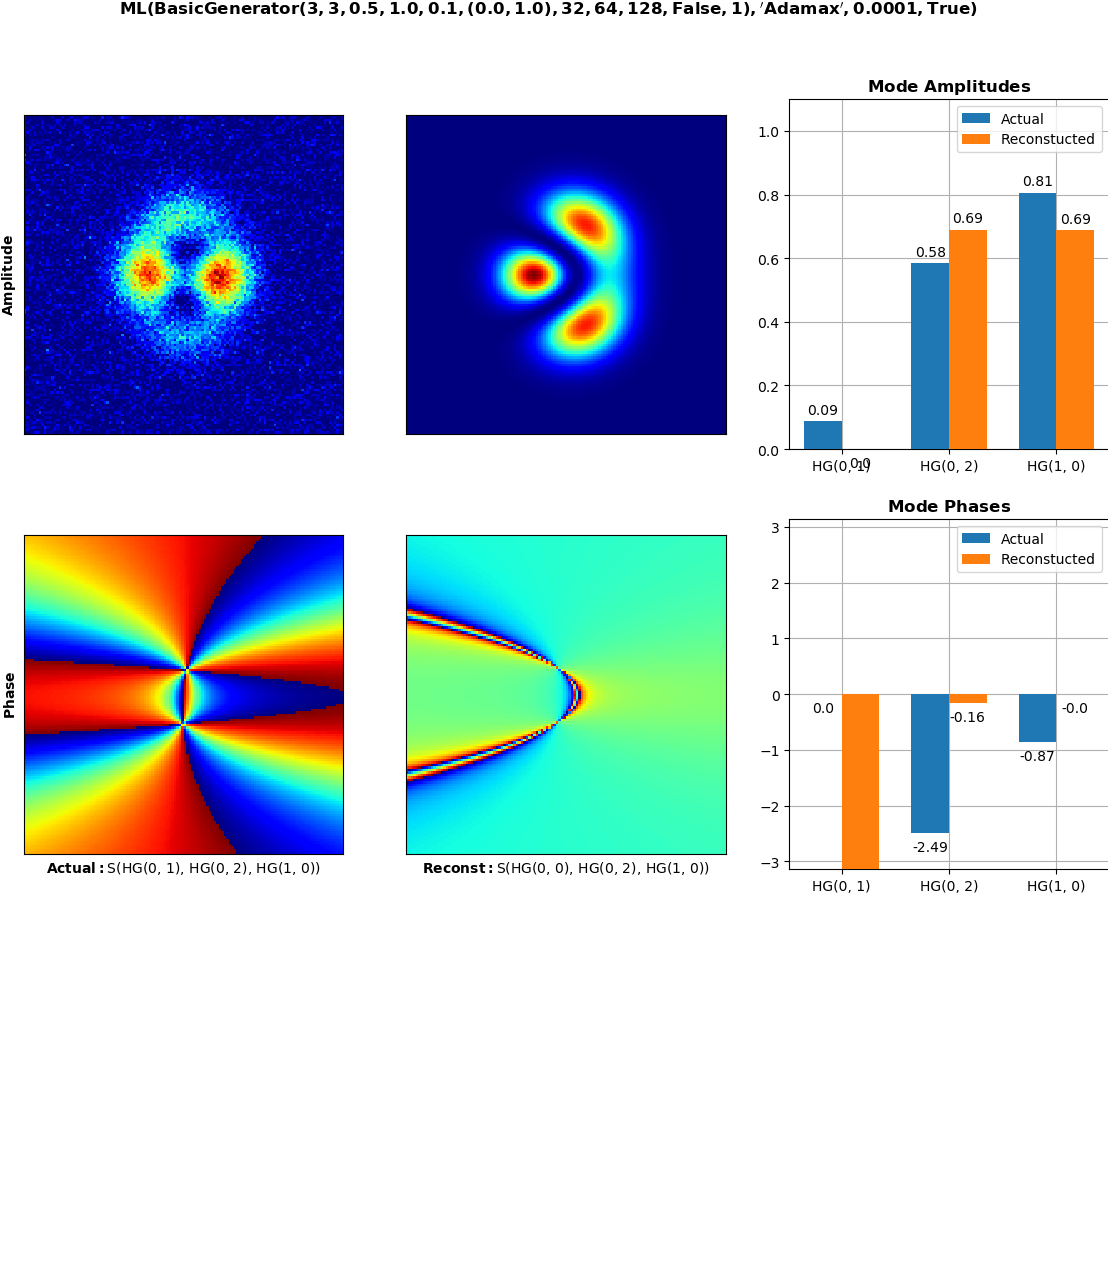 ML(BasicGenerator(3, 3, 0.5, 1.0, 0.1, (0.0, 1.0), 32, 64, 128, False, 1), ′Adamax′, 0.0001, True)
Mode Amplitudes
Amplitude
Actual
Reconstucted
1.0
0.8
0.6
0.4
0.2
0.0
0.09
0.0
0.58
0.69
0.81
0.69
HG(0, 1)
HG(0, 2)
HG(1, 0)
Mode Phases
Phase
Actual
Reconstucted
3
2
1
0
−1
−2
−3
0.0
-2.49
-0.16
-0.87
-0.0
HG(0, 1)
HG(0, 2)
HG(1, 0)
Actual: S(HG(0, 1), HG(0, 2), HG(1, 0))
Reconst: S(HG(0, 0), HG(0, 2), HG(1, 0))